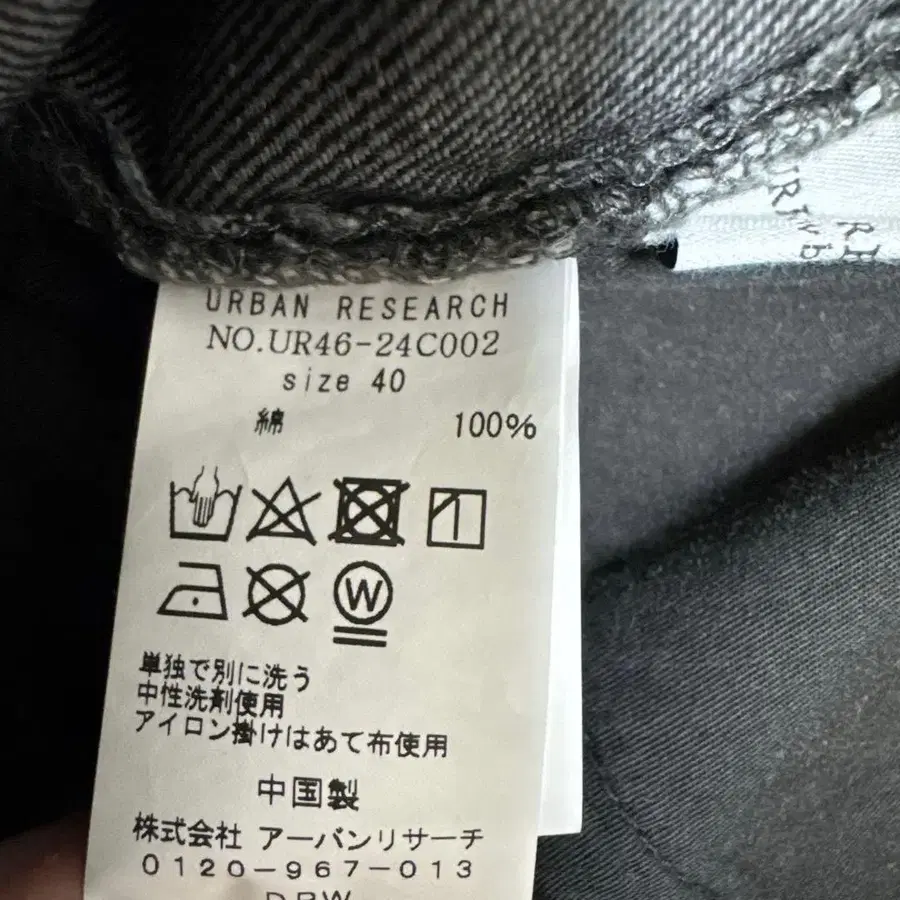 URBAN RESEARCH
NO.UR46-24C002
size 40
綿 100%
W
単独で別に洗う
中性洗剤使用
アイロン掛けはあて布使用
中国製
株式会社 アーバンリサーチ
0120-967-013